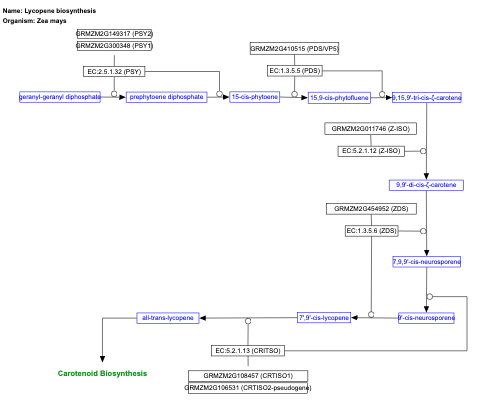 Name: Lycopene biosynthesis
Organism: Zea mays
GRMZM2G149317 (PSY2)
GRMZM2G300348 (PSY1)
GRMZM2G410515 (PDS/VP5)
EC:2.5.1.32 (PSY)
EC:1.3.5.5 (PDS)
geranyl-geranyl diphosphate
prephytoene diphosphate
15-cis-phytoene
15,9-cis-phytofluene
9,15,9'-tri-cis-ζ-carotene
GRMZM2G011746 (Z-ISO)
EC:5.2.1.12 (Z-ISO)
9,9'-di-cis-ζ-carotene
GRMZM2G454952 (ZDS)
EC:1.3.5.6 (ZDS)
7,9,9'-cis-neurosporene
all-trans-lycopene
7',9'-cis-lycopene
9'-cis-neurosporene
EC:5.2.1.13 (CRITSO)
Carotenoid Biosynthesis
GRMZM2G108457 (CRTISO1)
GRMZM2G106531 (CRTISO2-pseudogene)